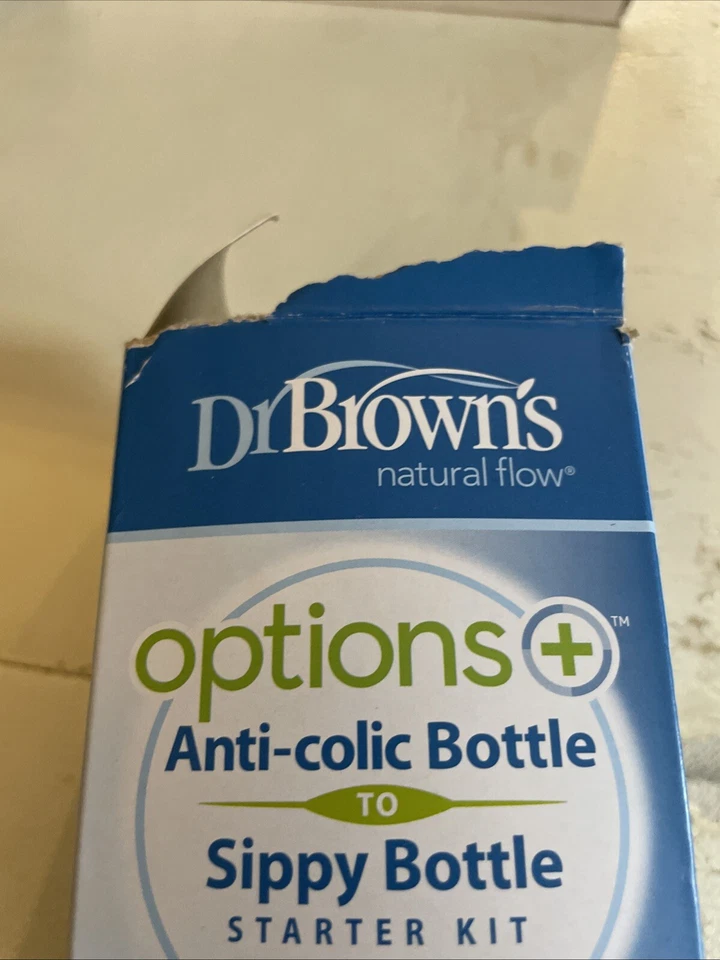 DrBrown's
natural flow®
options+™
Anti-colic Bottle
TO
Sippy Bottle
STARTER KIT